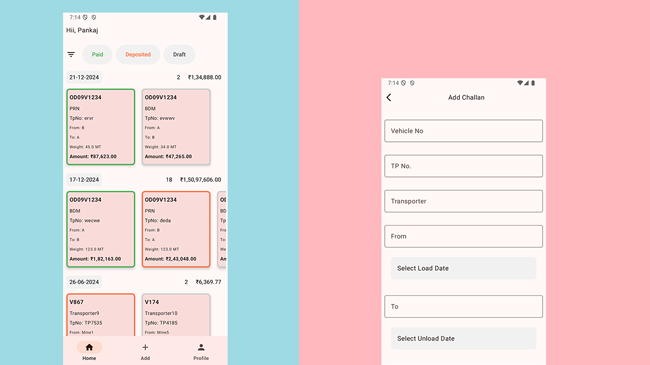 7:14
Hii, Pankaj
Paid
Deposited
Draft
21-12-2024 2 ₹1,34,888.00
OD09V1234
PRN
TpNo: ervr
From: B
To: A
Weight: 45.0 MT
Amount: ₹87,623.00
OD09V1234
BDM
TpNo: evwwv
From: A
To: B
Weight: 34.0 MT
Amount: ₹47,265.00
17-12-2024 18 ₹1,50,97,606.00
OD09V1234
BDM
TpNo: wecwe
From: A
To: B
Weight: 123.0 MT
Amount: ₹1,82,163.00
OD09V1234
PRN
TpNo: deda
From: B
To: A
Weight: 123.0 MT
Amount: ₹2,43,048.00
26-06-2024 2 ₹6,369.77
V867
Transporter9
TpNo: TP7535
From: Mine1
V174
Transporter10
TpNo: TP4185
From: Mine5
Home
Add
Profile
7:14
Add Challan
Vehicle No
TP No.
Transporter
From
Select Load Date
To
Select Unload Date